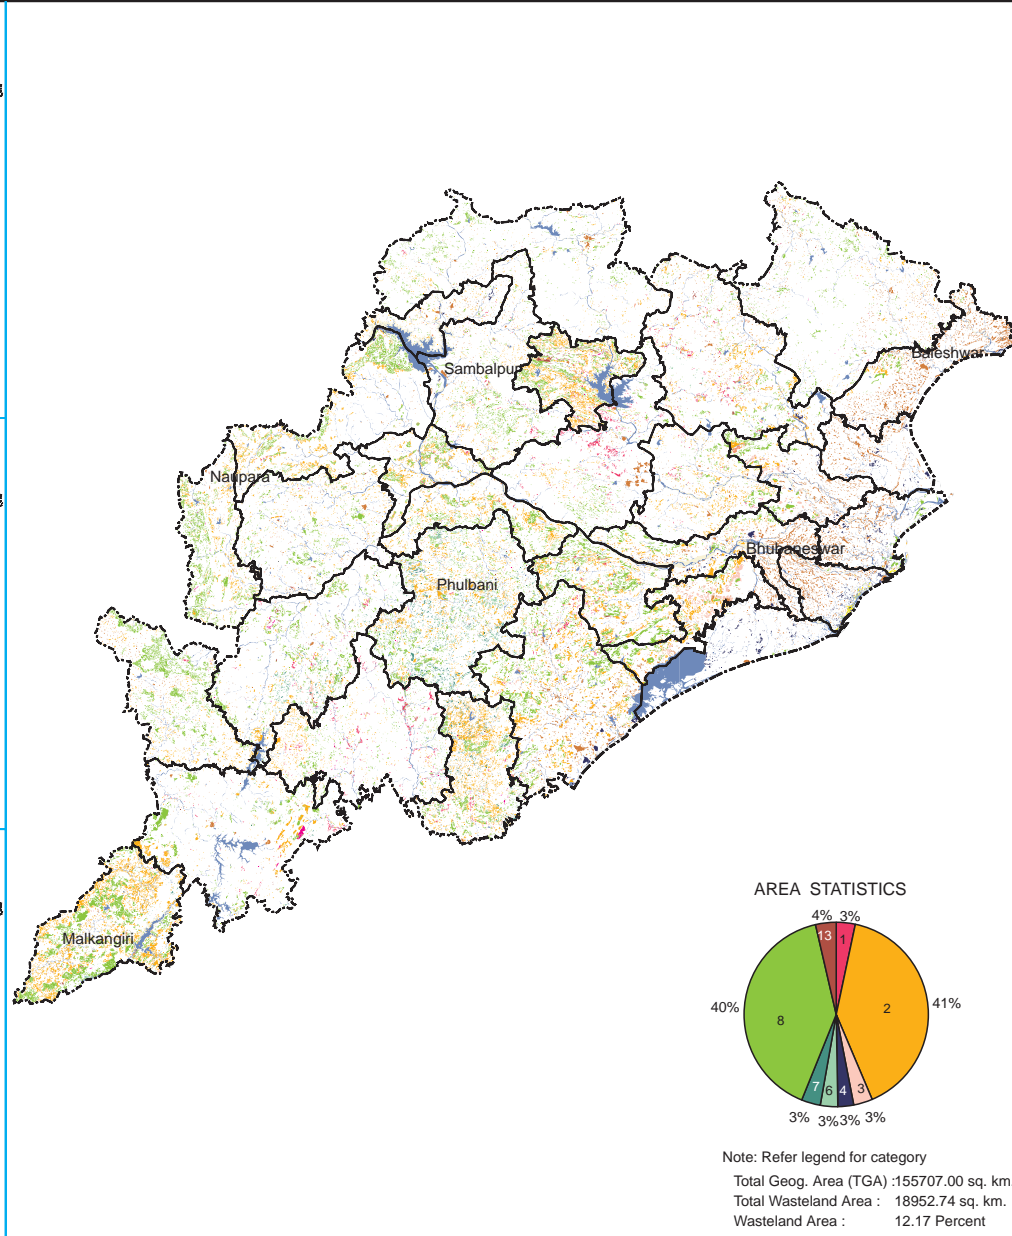 Baleshwar
Sambalpur
Naupara
Bhubaneswar
Phulbani
Malkangiri
AREA STATISTICS
4% 3%
13 1
40% 41%
8 2
7 6 4 3
3% 3% 3% 3%
Note: Refer legend for category
Total Geog. Area (TGA) :155707.00 sq. km.
Total Wasteland Area : 18952.74 sq. km.
Wasteland Area : 12.17 Percent